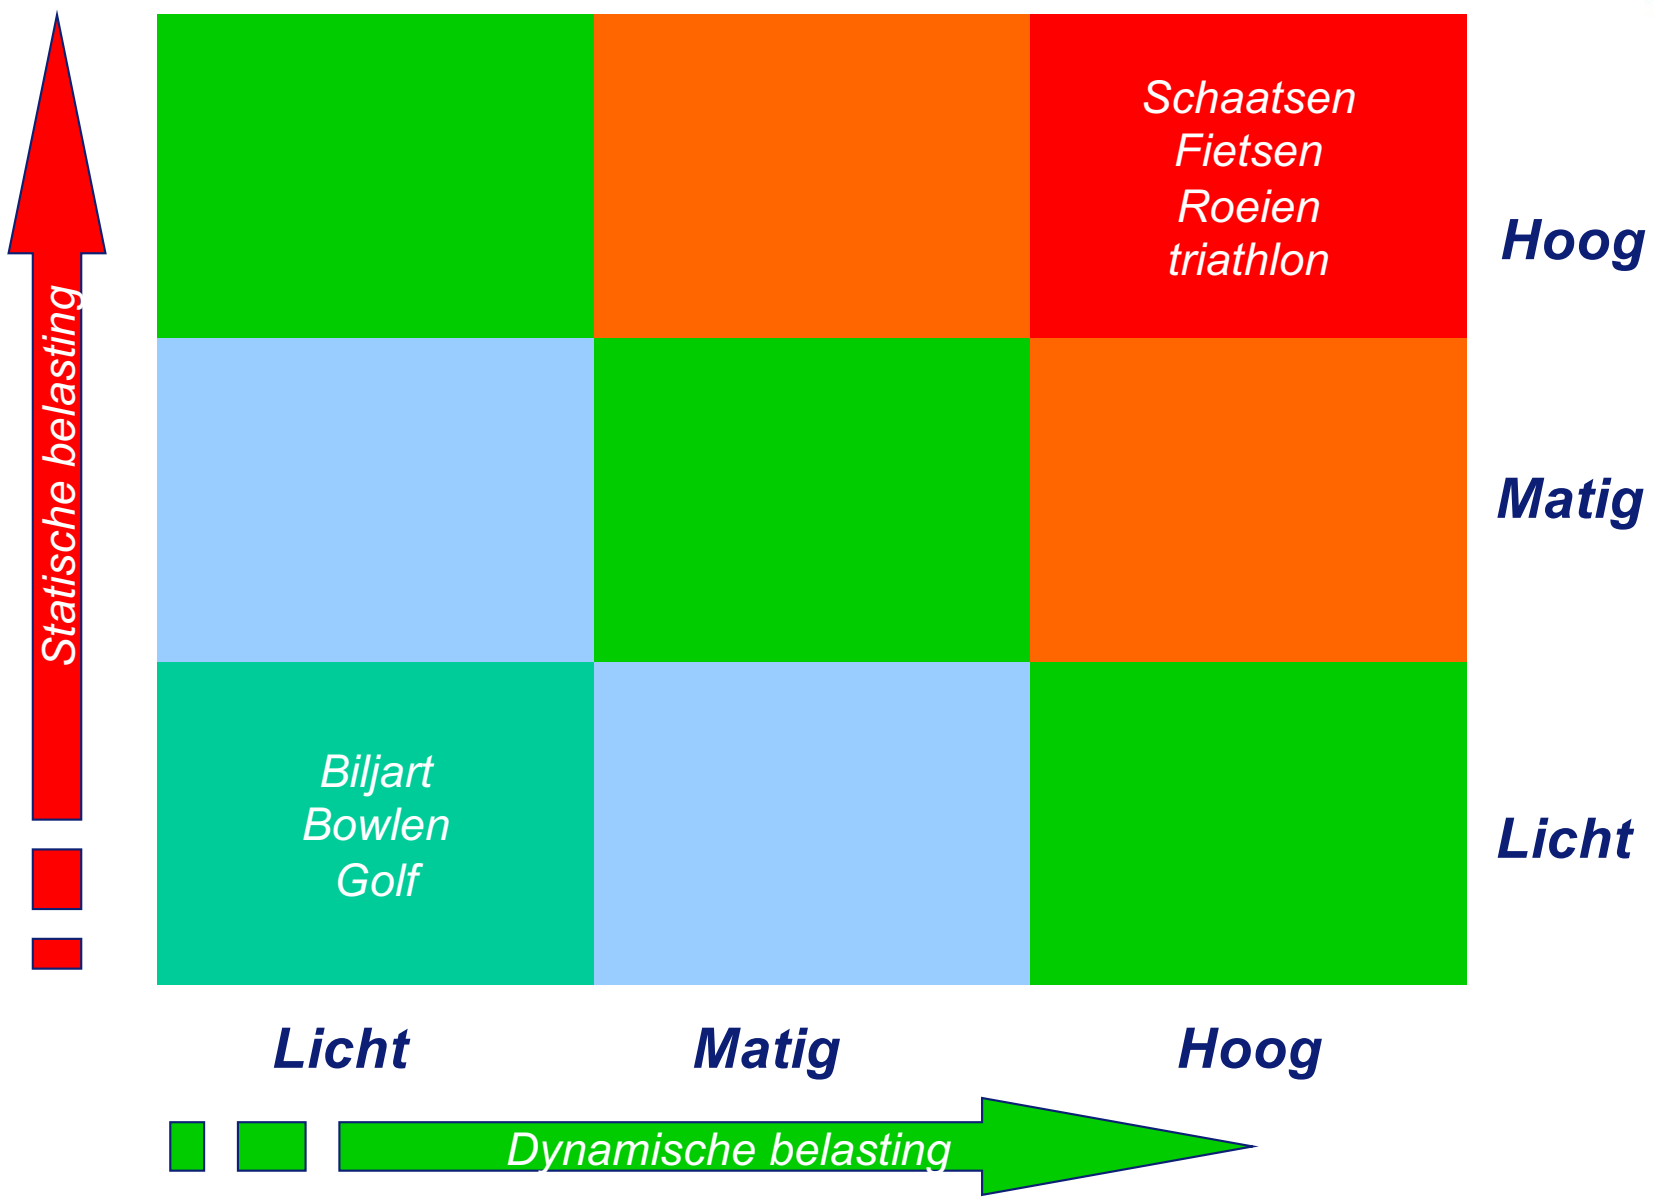 Schaatsen
Fietsen
Roeien
triathlon
Hoog
Statische belasting
Matig
Biljart
Bowlen
Golf
Licht
Licht
Matig
Hoog
Dynamische belasting